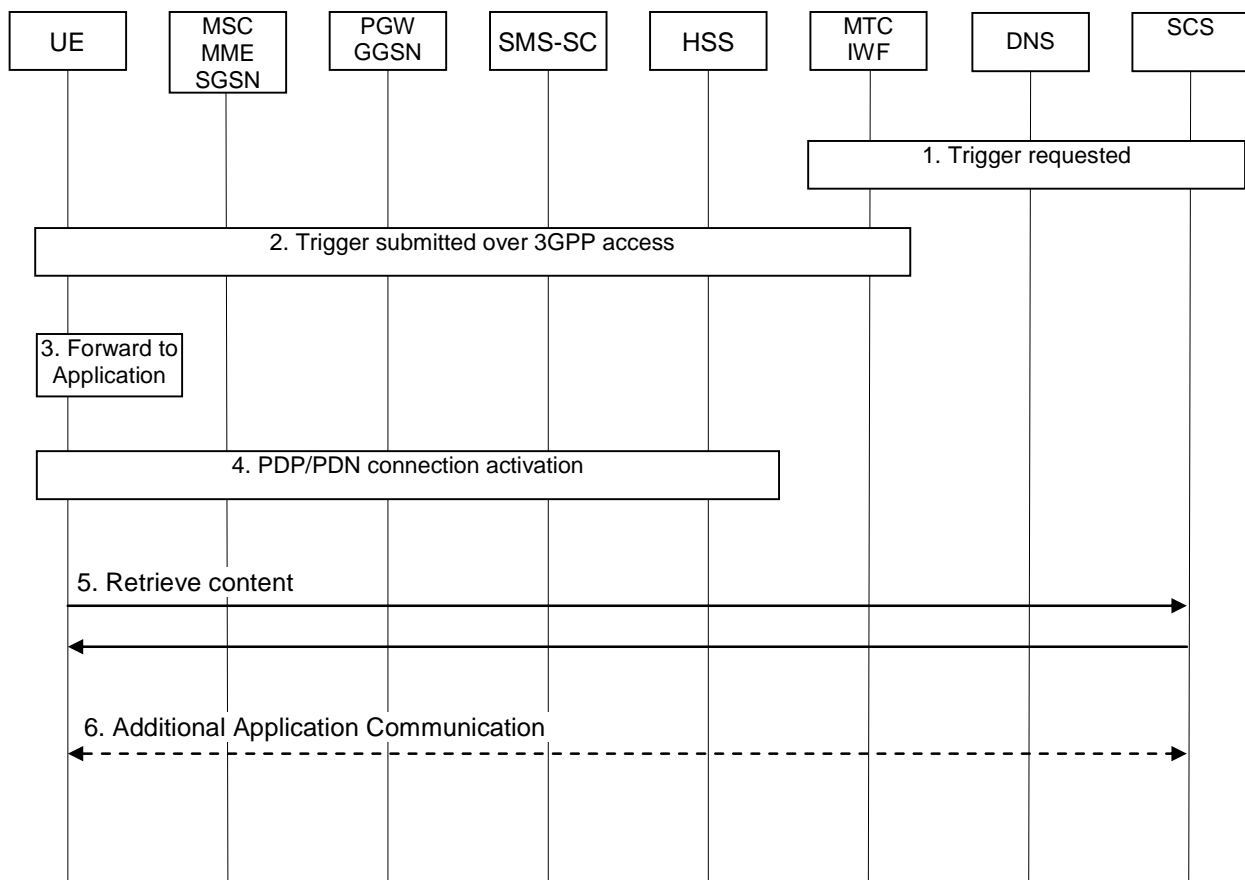 UE
MSC
MME
SGSN
PGW
GGSN
SMS-SC
HSS
MTC
IWF
DNS
SCS
1. Trigger requested
2. Trigger submitted over 3GPP access
3. Forward to
Application
4. PDP/PDN connection activation
5. Retrieve content
6. Additional Application Communication